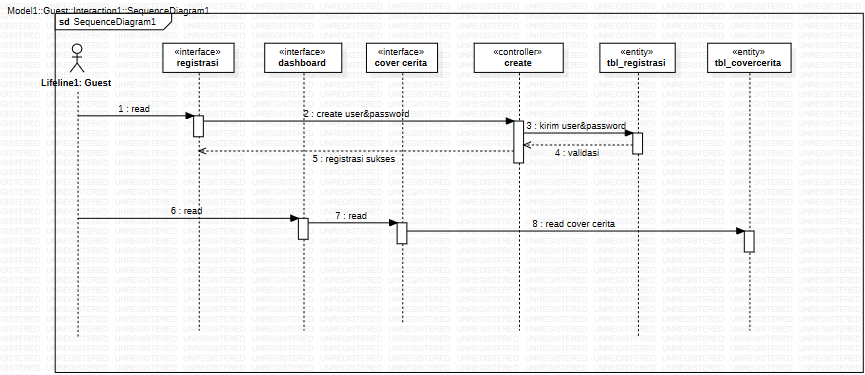 Model1::Guest::Interaction1::SequenceDiagram1
sd SequenceDiagram1
«interface»
registrasi
«interface»
dashboard
«interface»
cover cerita
«controller»
create
«entity»
tbl_registrasi
«entity»
tbl_covercerita
Lifeline1: Guest
1 : read
2 : create user&password
3 : kirim user&password
4 : validasi
5 : registrasi sukses
6 : read
7 : read
8 : read cover cerita
UNREGISTERED